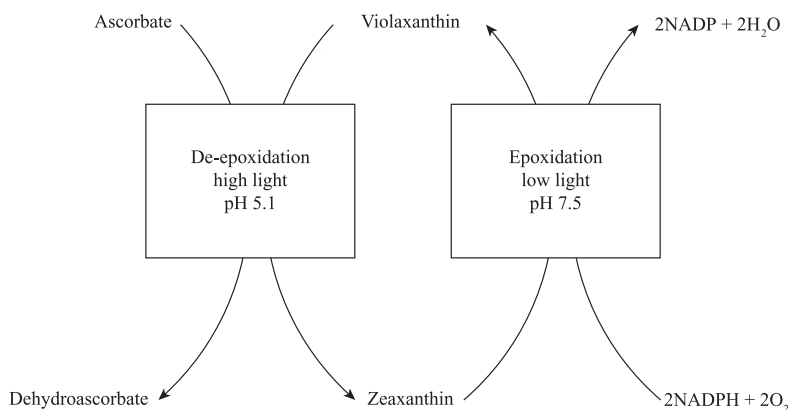 Ascorbate
Violaxanthin
2NADP + 2H₂O
De-epoxidation
high light
pH 5.1
Epoxidation
low light
pH 7.5
Dehydroascorbate
Zeaxanthin
2NADPH + 2O₂